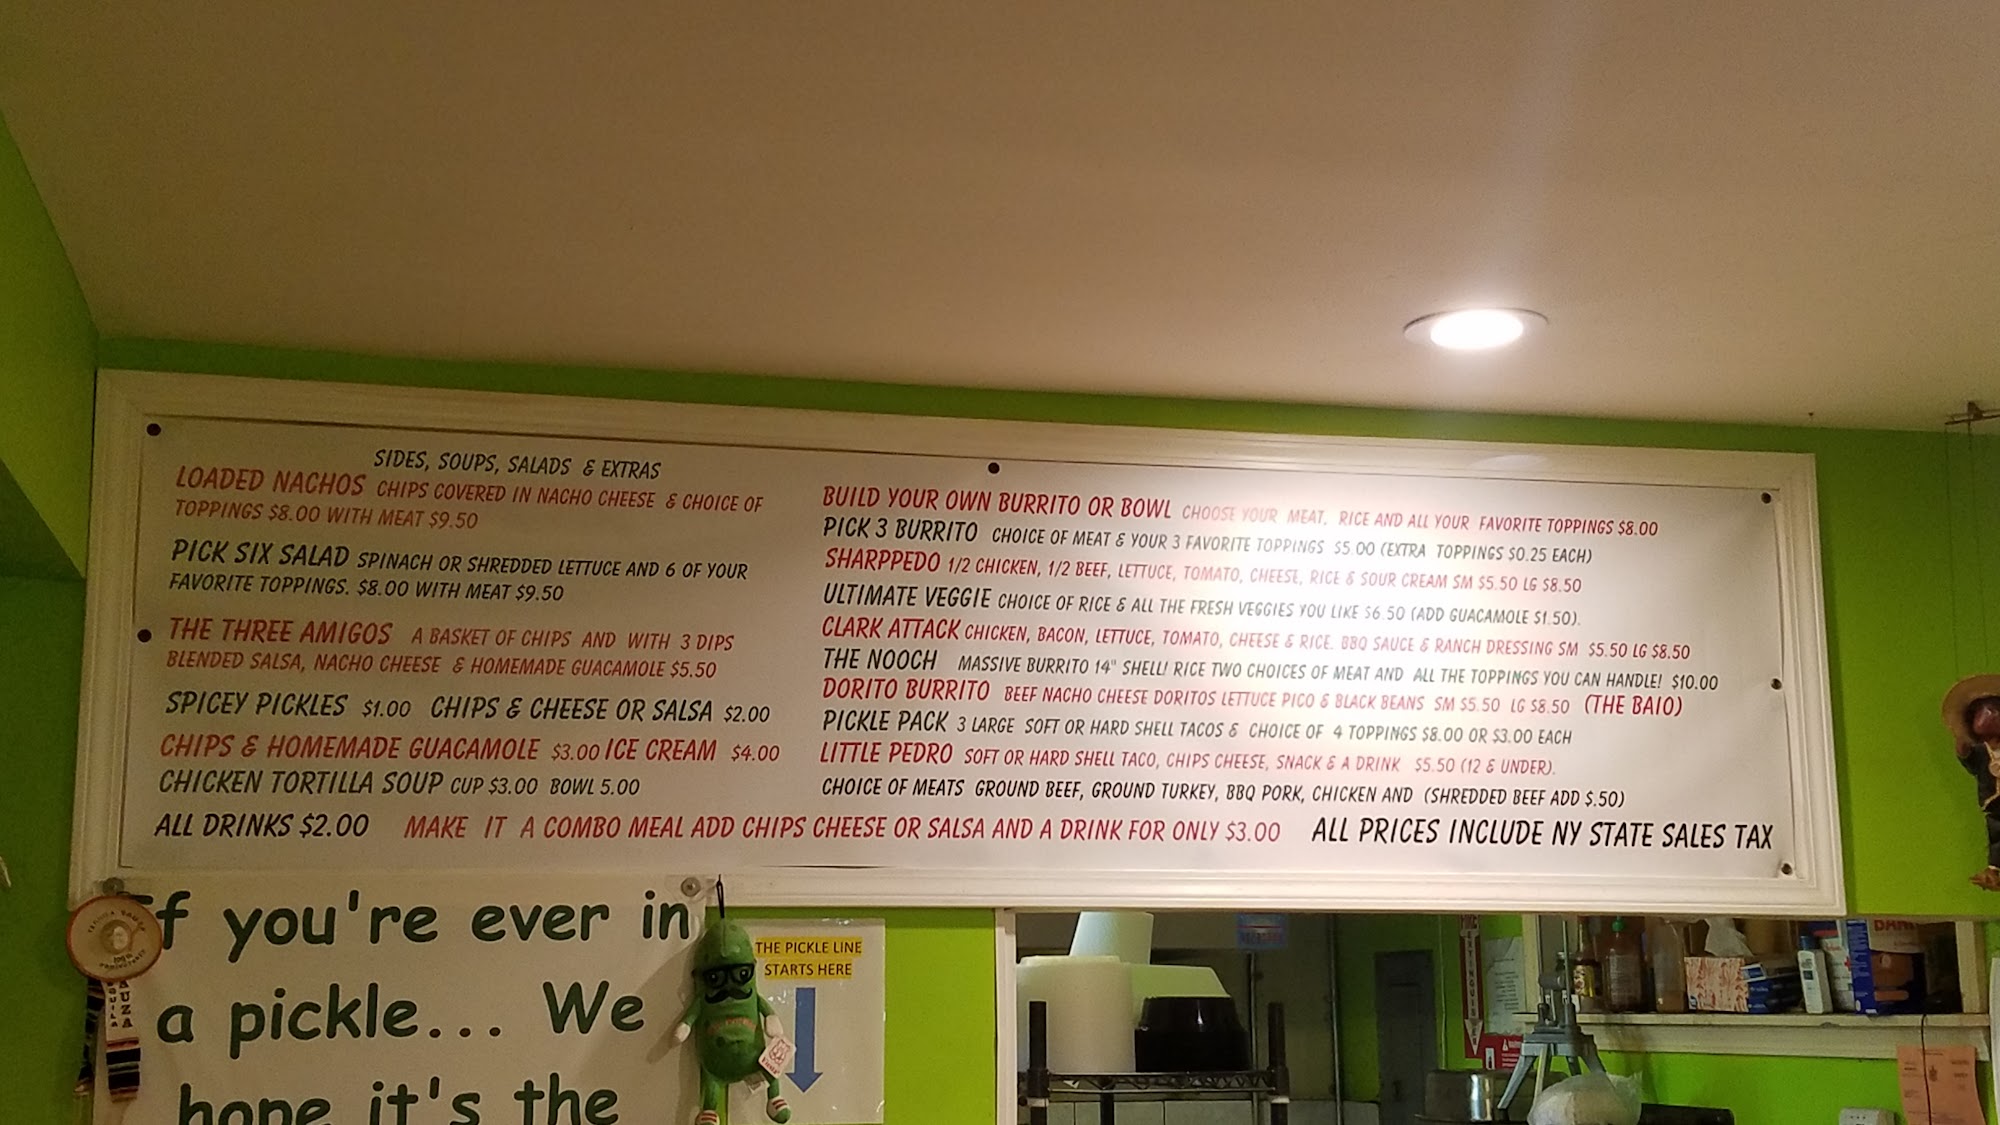 SIDES, SOUPS, SALADS & EXTRAS
LOADED NACHOS CHIPS COVERED IN NACHO CHEESE & CHOICE OF
TOPPINGS $8.00 WITH MEAT $9.50
PICK SIX SALAD SPINACH OR SHREDDED LETTUCE AND 6 OF YOUR
FAVORITE TOPPINGS. $8.00 WITH MEAT $9.50
THE THREE AMIGOS A BASKET OF CHIPS AND WITH 3 DIPS
BLENDED SALSA, NACHO CHEESE & HOMEMADE GUACAMOLE $5.50
SPICEY PICKLES $1.00 CHIPS & CHEESE OR SALSA $2.00
CHIPS & HOMEMADE GUACAMOLE $3.00 ICE CREAM $4.00
CHICKEN TORTILLA SOUP CUP $3.00 BOWL 5.00
BUILD YOUR OWN BURRITO OR BOWL CHOOSE YOUR MEAT, RICE AND ALL YOUR FAVORITE TOPPINGS $8.00
PICK 3 BURRITO CHOICE OF MEAT & YOUR 3 FAVORITE TOPPINGS $5.00 (EXTRA TOPPINGS $0.25 EACH)
SHARPPEDO 1/2 CHICKEN, 1/2 BEEF, LETTUCE, TOMATO, CHEESE, RICE & SOUR CREAM SM $5.50 LG $8.50
ULTIMATE VEGGIE CHOICE OF RICE & ALL THE FRESH VEGGIES YOU LIKE $6.50 (ADD GUACAMOLE $1.50).
CLARK ATTACK CHICKEN, BACON, LETTUCE, TOMATO, CHEESE & RICE. BBQ SAUCE & RANCH DRESSING SM $5.50 LG $8.50
THE NOOCH MASSIVE BURRITO 14" SHELL! RICE TWO CHOICES OF MEAT AND ALL THE TOPPINGS YOU CAN HANDLE! $10.00
DORITO BURRITO BEEF NACHO CHEESE DORITOS LETTUCE PICO & BLACK BEANS SM $5.50 LG $8.50 (THE BAIO)
PICKLE PACK 3 LARGE SOFT OR HARD SHELL TACOS & CHOICE OF 4 TOPPINGS $8.00 OR $3.00 EACH
LITTLE PEDRO SOFT OR HARD SHELL TACO, CHIPS CHEESE, SNACK & A DRINK $5.50 (12 & UNDER).
CHOICE OF MEATS GROUND BEEF, GROUND TURKEY, BBQ PORK, CHICKEN AND (SHREDDED BEEF ADD $.50)
ALL DRINKS $2.00 MAKE IT A COMBO MEAL ADD CHIPS CHEESE OR SALSA AND A DRINK FOR ONLY $3.00 ALL PRICES INCLUDE NY STATE SALES TAX
If you're ever in
a pickle... We
hope it's the
THE PICKLE LINE
STARTS HERE